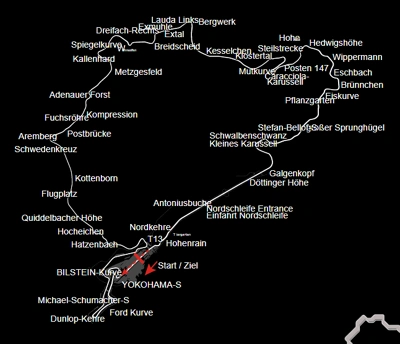 Lauda Links
Bergwerk
Exmühle
Dreifach-Rechts
Extal
Breidscheid
Spiegelkurve
Kesselchen
Klostertal
Hohe
Hedwigshöhe
Steilstrecke
Wippermann
Kallenhard
Metzgesfeld
Mutkurve
Posten 147
Caracciola-
Karussell
Eschbach
Brünnchen
Eiskurve
Pflanzgarten
Adenauer Forst
Kompression
Fuchsröhre
Postbrücke
Aremberg
Schwedenkreuz
Stefan-Bellof-S
Sprunghügel
Schwalbenschwanz
Kleines Karussell
Galgenkopf
Döttinger Höhe
Kottenborn
Flugplatz
Antoniusbuche
Nordschleife Entrance
Einfahrt Nordschleife
Quiddelbacher Höhe
Hocheichen
Nordkehre
Tiergarten
T13
Hohenrain
Hatzenbach
Start / Ziel
BILSTEIN-Kurve
YOKOHAMA-S
Michael-Schumacher-S
Ford Kurve
Dunlop-Kehre